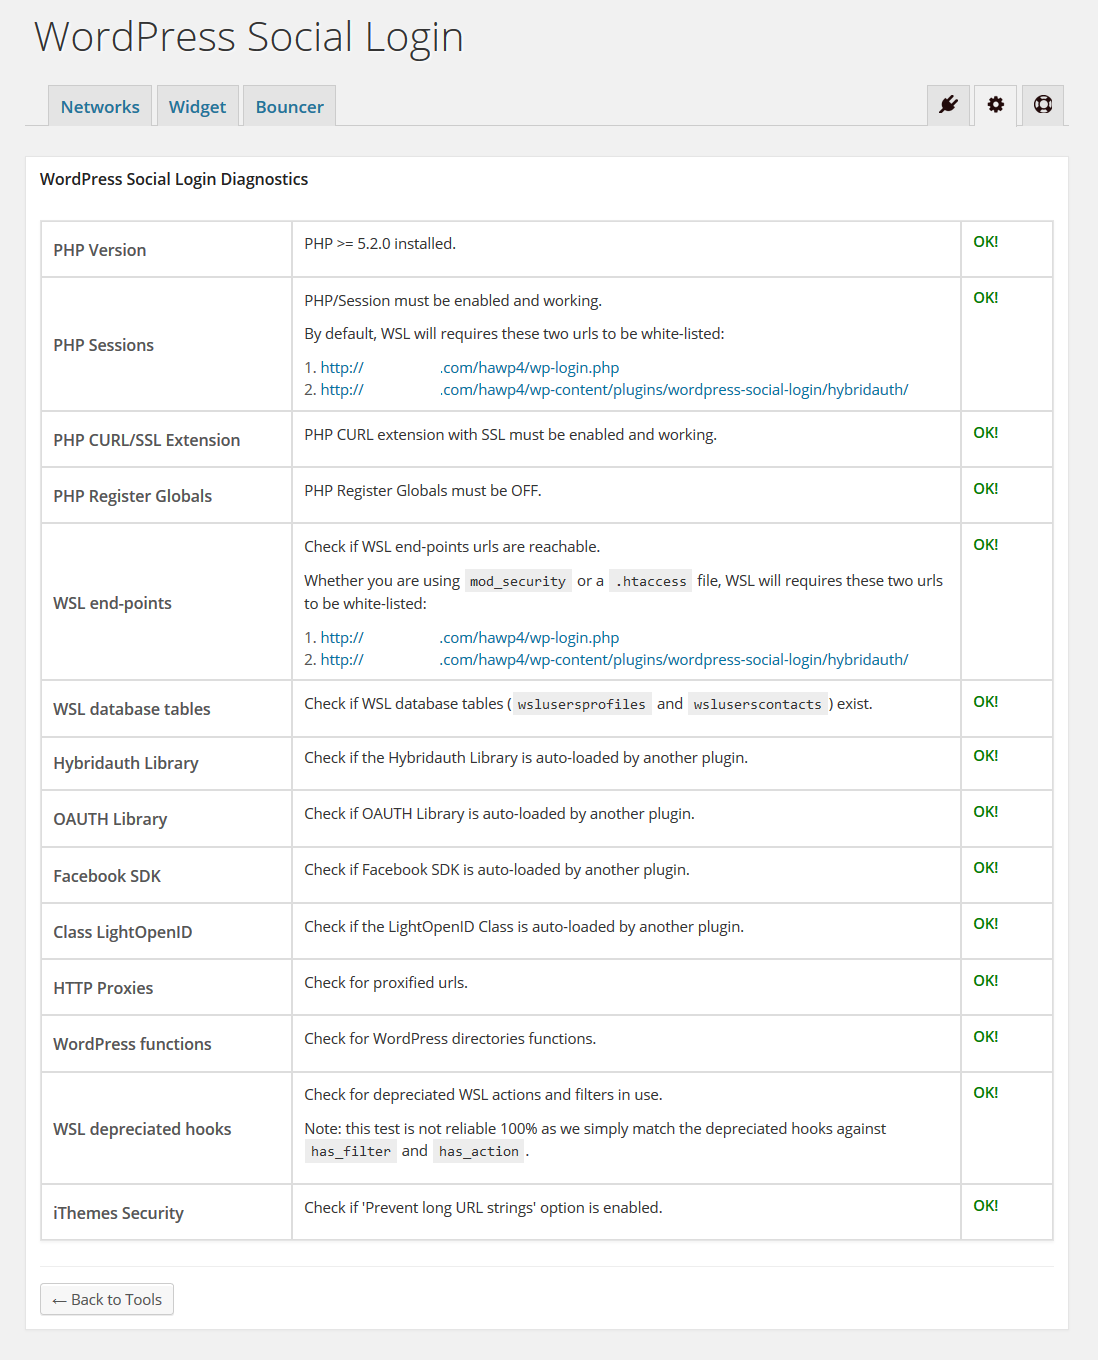 WordPress Social Login
Networks
Widget
Bouncer
WordPress Social Login Diagnostics
PHP Version
PHP >= 5.2.0 installed.
OK!
PHP Sessions
PHP/Session must be enabled and working.
By default, WSL will requires these two urls to be white-listed:
1. http:// .com/hawp4/wp-login.php
2. http:// .com/hawp4/wp-content/plugins/wordpress-social-login/hybridauth/
OK!
PHP CURL/SSL Extension
PHP CURL extension with SSL must be enabled and working.
OK!
PHP Register Globals
PHP Register Globals must be OFF.
OK!
WSL end-points
Check if WSL end-points urls are reachable.
Whether you are using mod_security or a .htaccess file, WSL will requires these two urls
to be white-listed:
1. http:// .com/hawp4/wp-login.php
2. http:// .com/hawp4/wp-content/plugins/wordpress-social-login/hybridauth/
OK!
WSL database tables
Check if WSL database tables ( wslusersprofiles and wsluserscontacts ) exist.
OK!
Hybridauth Library
Check if the Hybridauth Library is auto-loaded by another plugin.
OK!
OAUTH Library
Check if OAUTH Library is auto-loaded by another plugin.
OK!
Facebook SDK
Check if Facebook SDK is auto-loaded by another plugin.
OK!
Class LightOpenID
Check if the LightOpenID Class is auto-loaded by another plugin.
OK!
HTTP Proxies
Check for proxified urls.
OK!
WordPress functions
Check for WordPress directories functions.
OK!
WSL depreciated hooks
Check for depreciated WSL actions and filters in use.
Note: this test is not reliable 100% as we simply match the depreciated hooks against
has_filter and has_action .
OK!
iThemes Security
Check if 'Prevent long URL strings' option is enabled.
OK!
← Back to Tools